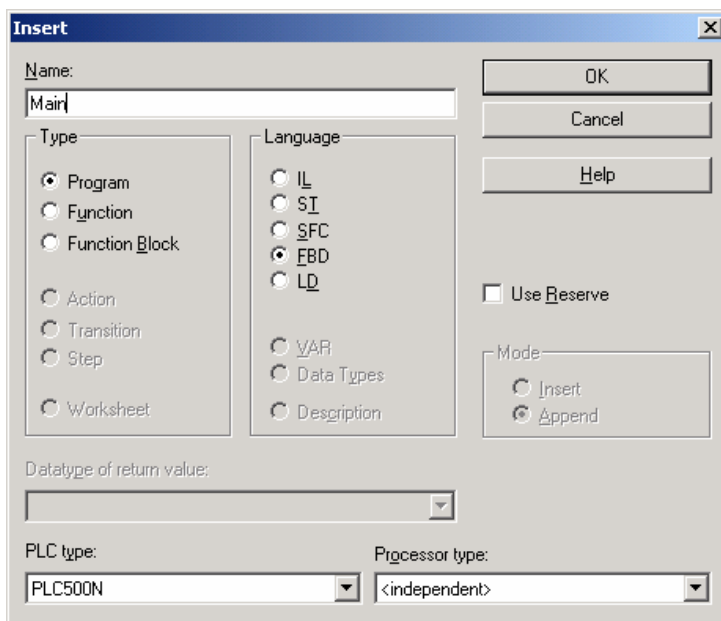 Insert
Name:
Main
OK
Cancel
Help
Type
Program
Function
Function Block
Action
Transition
Step
Worksheet
Language
IL
ST
SFC
FBD
LD
VAR
Data Types
Description
Use Reserve
Mode
Insert
Append
Datatype of return value:
PLC type:
PLC500N
Processor type:
<independent>